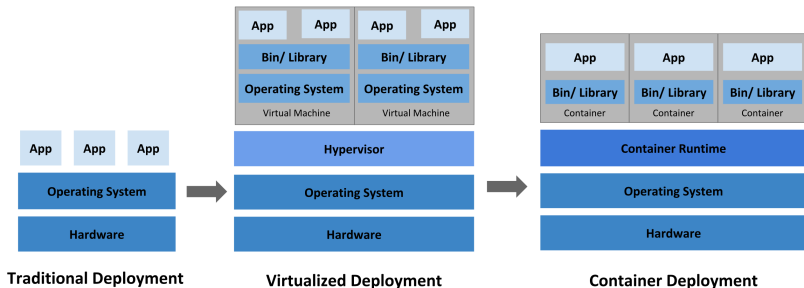 App App App
Operating System
Hardware
Traditional Deployment
App App App App
Bin/ Library Bin/ Library
Operating System Operating System
Virtual Machine Virtual Machine
Hypervisor
Operating System
Hardware
Virtualized Deployment
App App App
Bin/ Library Bin/ Library Bin/ Library
Container Container Container
Container Runtime
Operating System
Hardware
Container Deployment